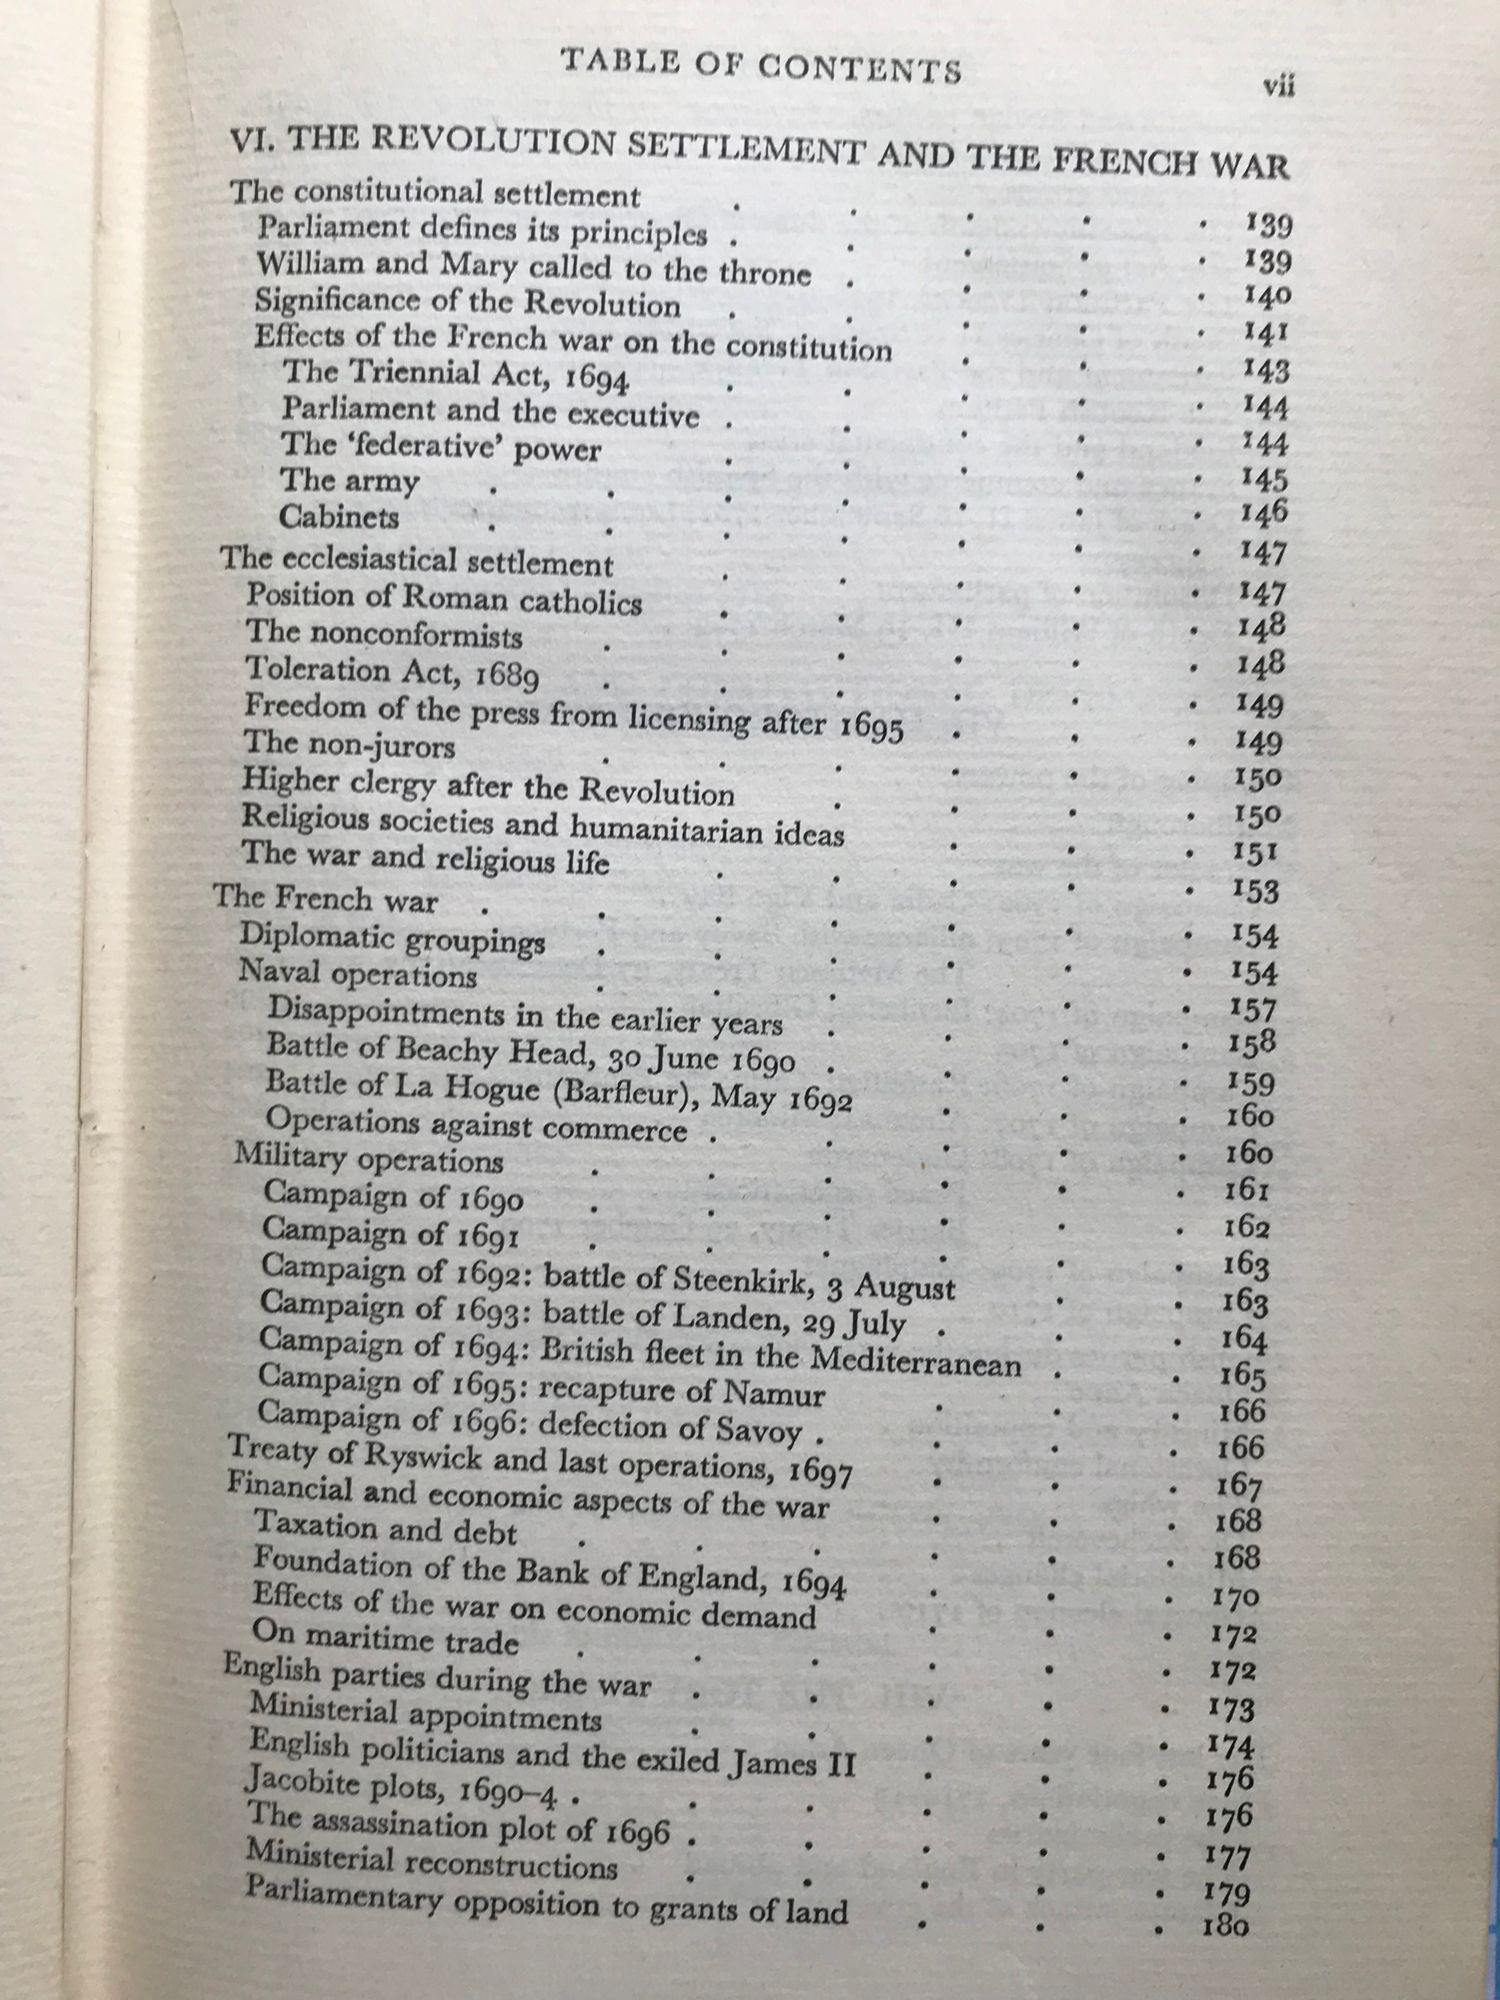 TABLE OF CONTENTS vii
VI. THE REVOLUTION SETTLEMENT AND THE FRENCH WAR
The constitutional settlement . . . . . 139
Parliament defines its principles . . . . . 139
William and Mary called to the throne . . . . 140
Significance of the Revolution . . . . . 141
Effects of the French war on the constitution . . . 143
The Triennial Act, 1694 . . . . . 144
Parliament and the executive . . . . . 144
The ‘federative’ power . . . . . 145
The army . . . . . . . 146
Cabinets . . . . . . . 147
The ecclesiastical settlement . . . . . 147
Position of Roman catholics . . . . . 148
The nonconformists . . . . . . 148
Toleration Act, 1689 . . . . . . 149
Freedom of the press from licensing after 1695 . . . 149
The non-jurors . . . . . . 150
Higher clergy after the Revolution . . . . 150
Religious societies and humanitarian ideas . . . 151
The war and religious life . . . . . 153
The French war . . . . . . . 154
Diplomatic groupings . . . . . . 154
Naval operations . . . . . . 157
Disappointments in the earlier years . . . . 158
Battle of Beachy Head, 30 June 1690 . . . . 159
Battle of La Hogue (Barfleur), May 1692 . . . 160
Operations against commerce . . . . . 160
Military operations . . . . . . 161
Campaign of 1690 . . . . . . 162
Campaign of 1691 . . . . . . 163
Campaign of 1692: battle of Steenkirk, 3 August . . 163
Campaign of 1693: battle of Landen, 29 July . . . 164
Campaign of 1694: British fleet in the Mediterranean . . 165
Campaign of 1695: recapture of Namur . . . 166
Campaign of 1696: defection of Savoy . . . . 166
Treaty of Ryswick and last operations, 1697 . . . 167
Financial and economic aspects of the war . . . 168
Taxation and debt . . . . . . 168
Foundation of the Bank of England, 1694 . . . 170
Effects of the war on economic demand . . . 172
On maritime trade . . . . . . 172
English parties during the war . . . . . 173
Ministerial appointments . . . . . 174
English politicians and the exiled James II . . . 176
Jacobite plots, 1690–4 . . . . . . 176
The assassination plot of 1696 . . . . . 177
Ministerial reconstructions . . . . . 179
Parliamentary opposition to grants of land . . . 180